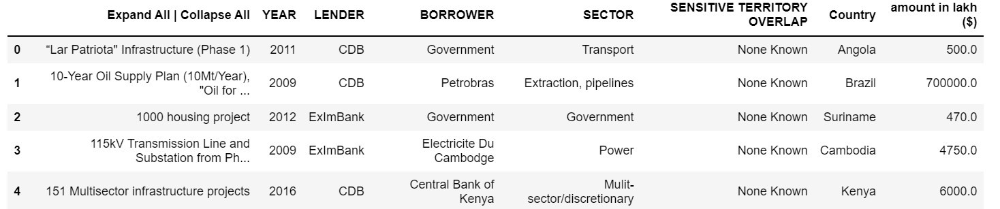 Expand All | Collapse All YEAR LENDER BORROWER SECTOR SENSITIVE TERRITORY OVERLAP Country amount in lakh ($)
0 “Lar Patriota" Infrastructure (Phase 1) 2011 CDB Government Transport None Known Angola 500.0
1 10-Year Oil Supply Plan (10Mt/Year), "Oil for ... 2009 CDB Petrobras Extraction, pipelines None Known Brazil 700000.0
2 1000 housing project 2012 ExImBank Government Government None Known Suriname 470.0
3 115kV Transmission Line and Substation from Ph... 2009 ExImBank Electricite Du Cambodge Power None Known Cambodia 4750.0
4 151 Multisector infrastructure projects 2016 CDB Central Bank of Kenya Mulit-sector/discretionary None Known Kenya 6000.0